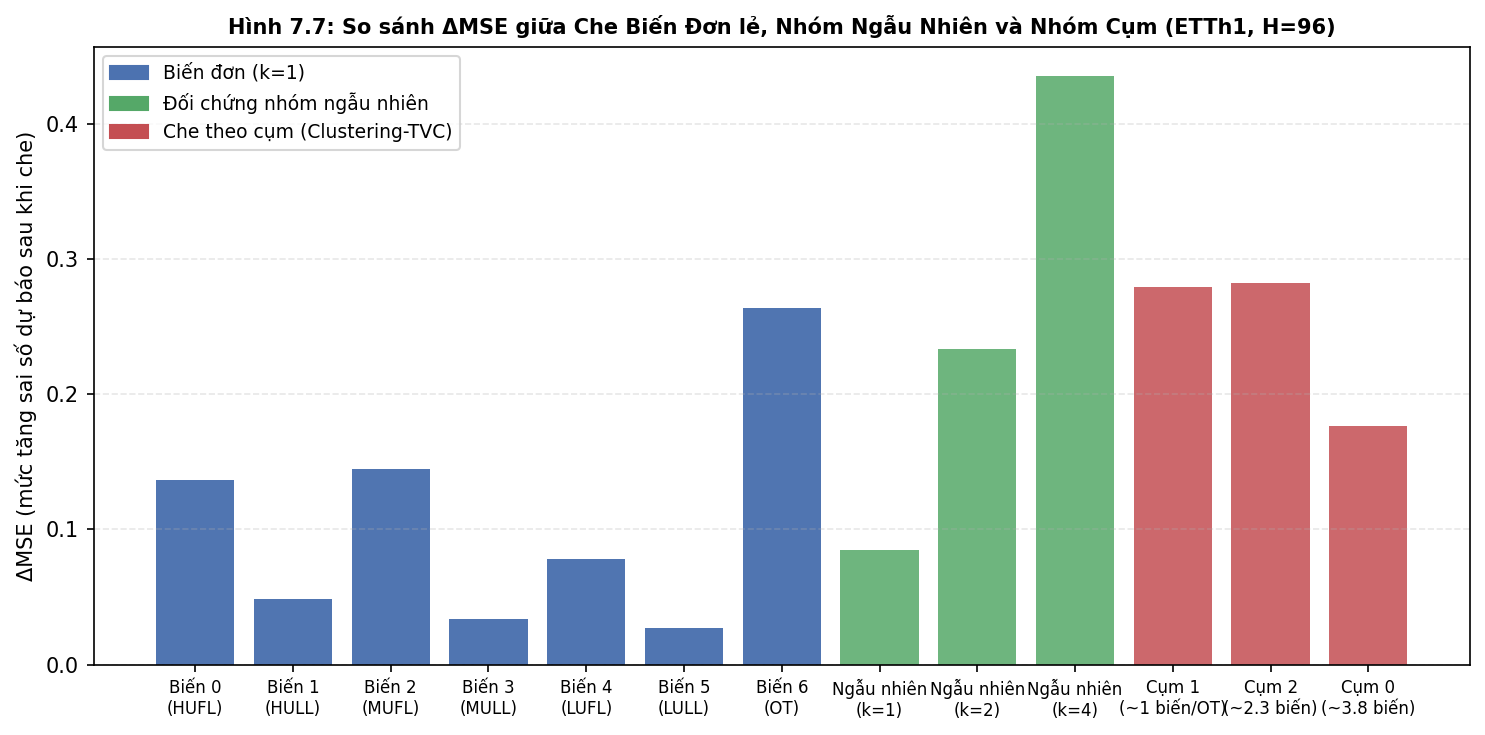 Hình 7.7: So sánh ΔMSE giữa Che Biến Đơn lẻ, Nhóm Ngẫu Nhiên và Nhóm Cụm (ETTh1, H=96)
Biến đơn (k=1)
Đối chứng nhóm ngẫu nhiên
Che theo cụm (Clustering-TVC)
ΔMSE (mức tăng sai số dự báo sau khi che)
0.4
0.3
0.2
0.1
0.0
Biến 0
(HUFL)
Biến 1
(HULL)
Biến 2
(MUFL)
Biến 3
(MULL)
Biến 4
(LUFL)
Biến 5
(LULL)
Biến 6
(OT)
Ngẫu nhiên
(k=1)
Ngẫu nhiên
(k=2)
Ngẫu nhiên
(k=4)
Cụm 1
(~1 biến/OT)
Cụm 2
(~2.3 biến)
Cụm 0
(~3.8 biến)